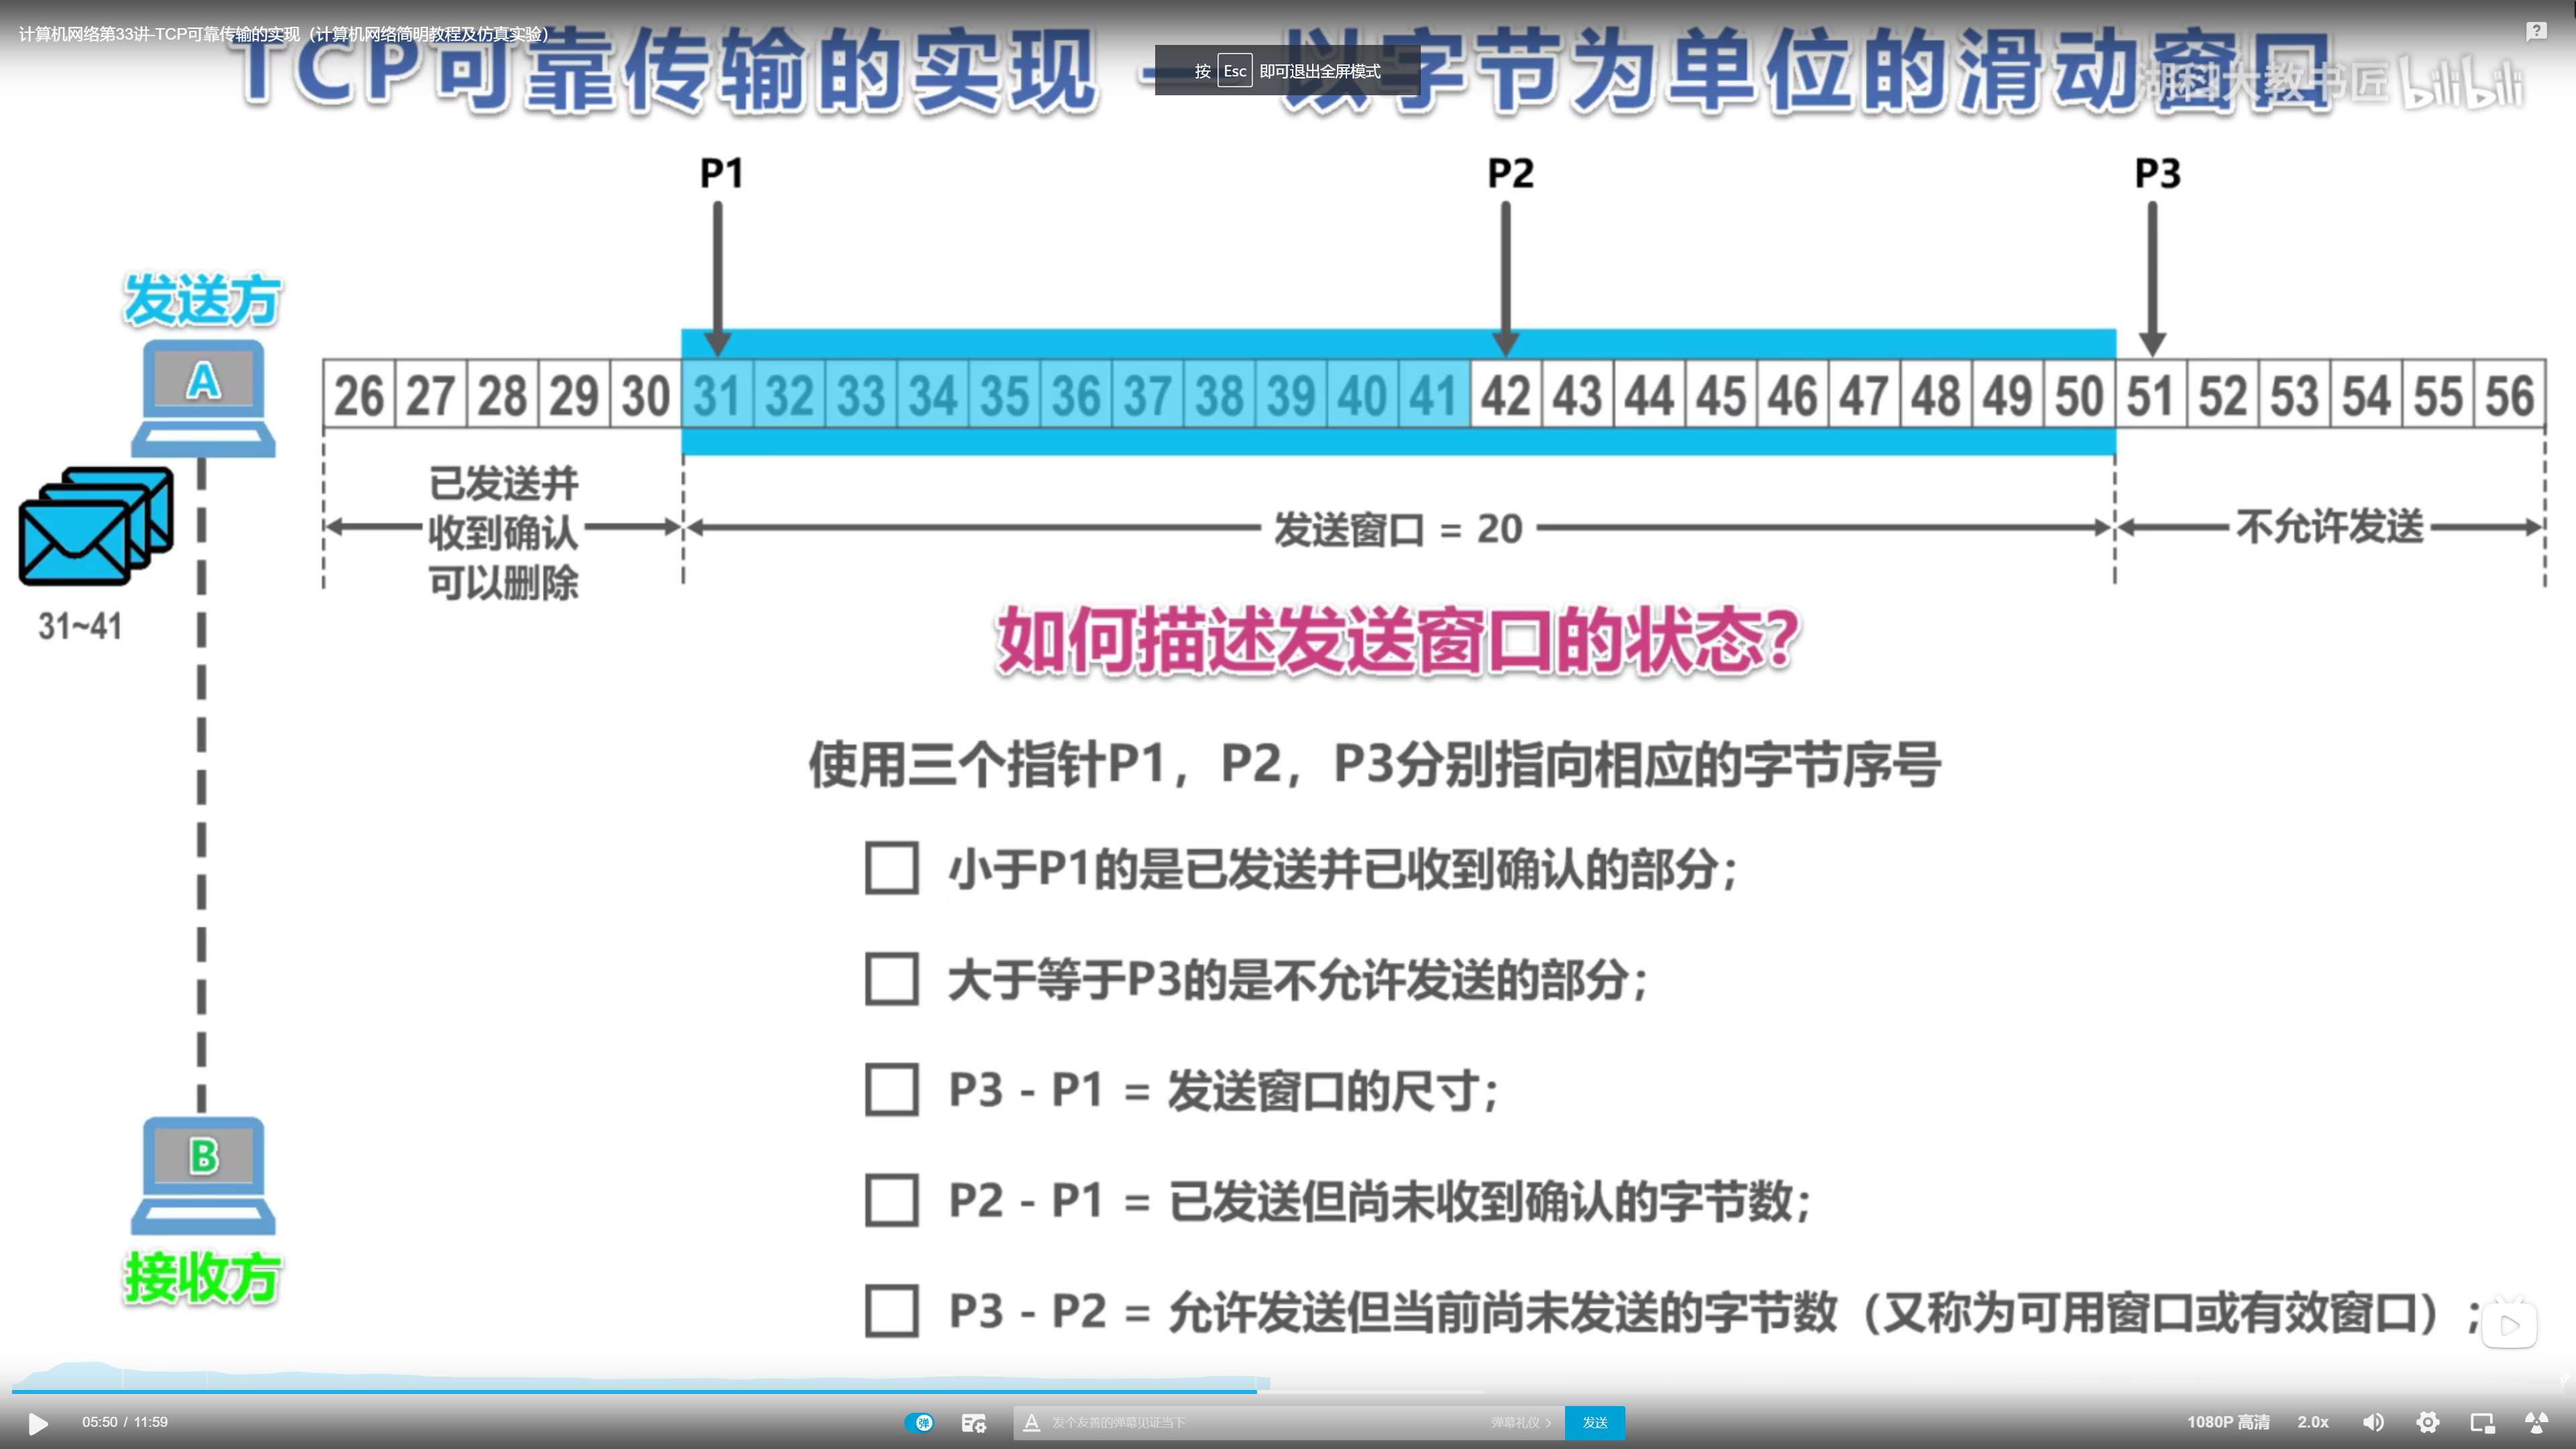 计算机网络第33讲-TCP可靠传输的实现（计算机网络简明教程及仿真实验）
TCP可靠传输的实现 — 以字节为单位的滑动窗口
按 Esc 即可退出全屏模式
湖科大教书匠 bilibili
P1 P2 P3
发送方
A
26 27 28 29 30 31 32 33 34 35 36 37 38 39 40 41 42 43 44 45 46 47 48 49 50 51 52 53 54 55 56
已发送并
收到确认
可以删除
发送窗口 = 20
不允许发送
31~41
如何描述发送窗口的状态？
使用三个指针P1，P2，P3分别指向相应的字节序号
小于P1的是已发送并已收到确认的部分；
大于等于P3的是不允许发送的部分；
P3 - P1 = 发送窗口的尺寸；
P2 - P1 = 已发送但尚未收到确认的字节数；
P3 - P2 = 允许发送但当前尚未发送的字节数（又称为可用窗口或有效窗口）；
B
接收方
05:50 / 11:59
弹
发个友善的弹幕见证当下
弹幕礼仪
发送
1080P 高清
2.0x